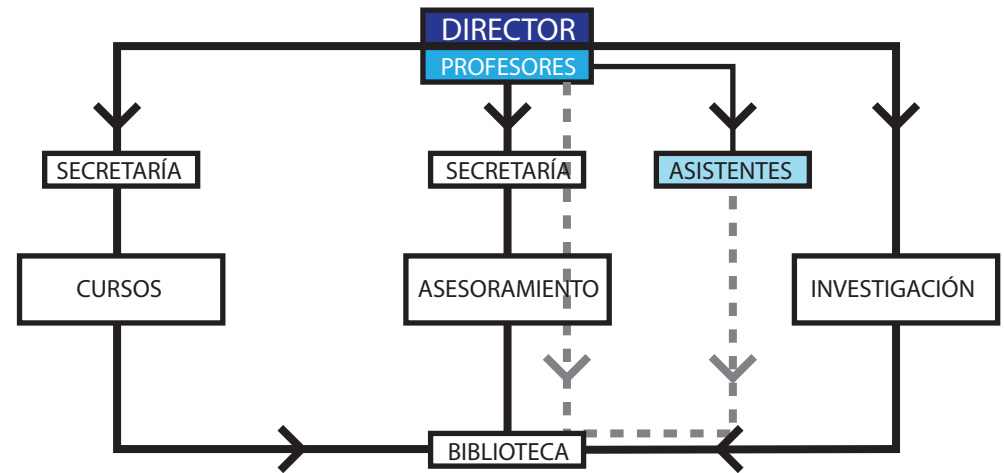 DIRECTOR
PROFESORES
SECRETARÍA
SECRETARÍA
ASISTENTES
CURSOS
ASESORAMIENTO
INVESTIGACIÓN
BIBLIOTECA